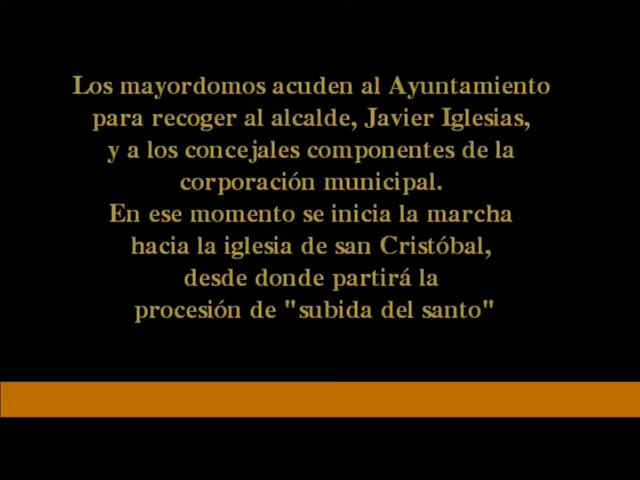 Los mayordomos acuden al Ayuntamiento
para recoger al alcalde, Javier Iglesias,
y a los concejales componentes de la
corporación municipal.
En ese momento se inicia la marcha
hacia la iglesia de san Cristóbal,
desde donde partirá la
procesión de "subida del santo"